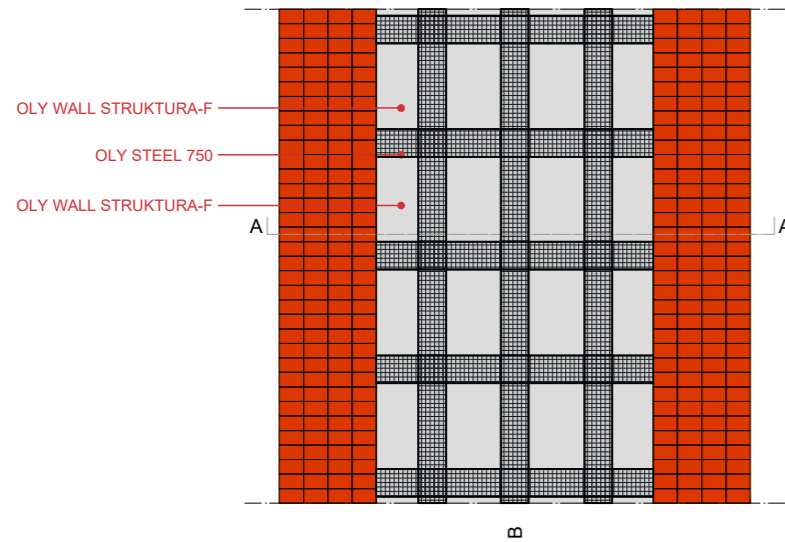 OLY WALL STRUKTURA-F
OLY STEEL 750
OLY WALL STRUKTURA-F
A
A
B